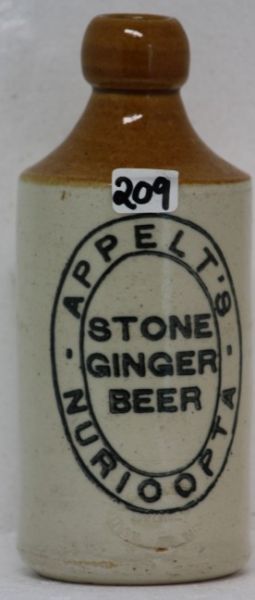 209
APPELT'S
STONE
GINGER
BEER
NURIOOPTA